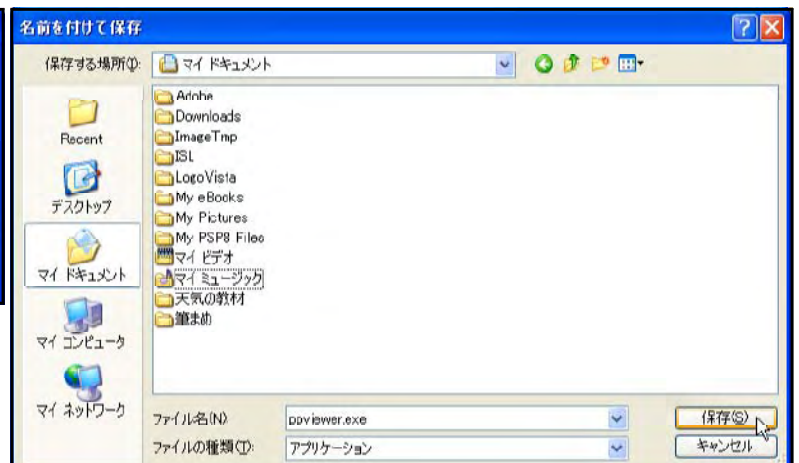 名前を付けて保存
保存する場所(I):
マイ ドキュメント
Recent
デスクトップ
マイ ドキュメント
マイ コンピュータ
マイ ネットワーク
Adobe
Downloads
ImageTmp
ISL
LogoVista
My eBooks
My Pictures
My PSP8 Files
マイ ビデオ
マイ ミュージック
天気の教材
筆まめ
ファイル名(N):
ppviewer.exe
保存(S)
ファイルの種類(T):
アプリケーション
キャンセル